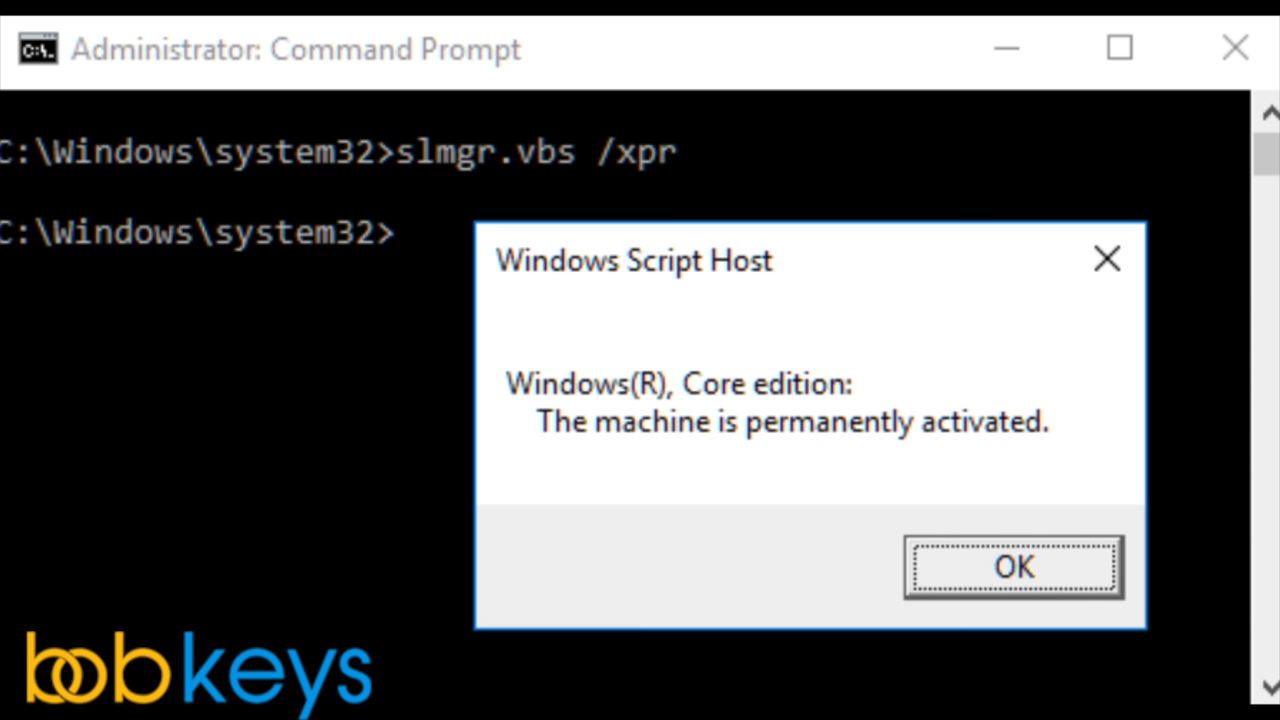 Administrator: Command Prompt
C:\Windows\system32>slmgr.vbs /xpr
C:\Windows\system32>
Windows Script Host
Windows(R), Core edition:
The machine is permanently activated.
OK
bobkeys